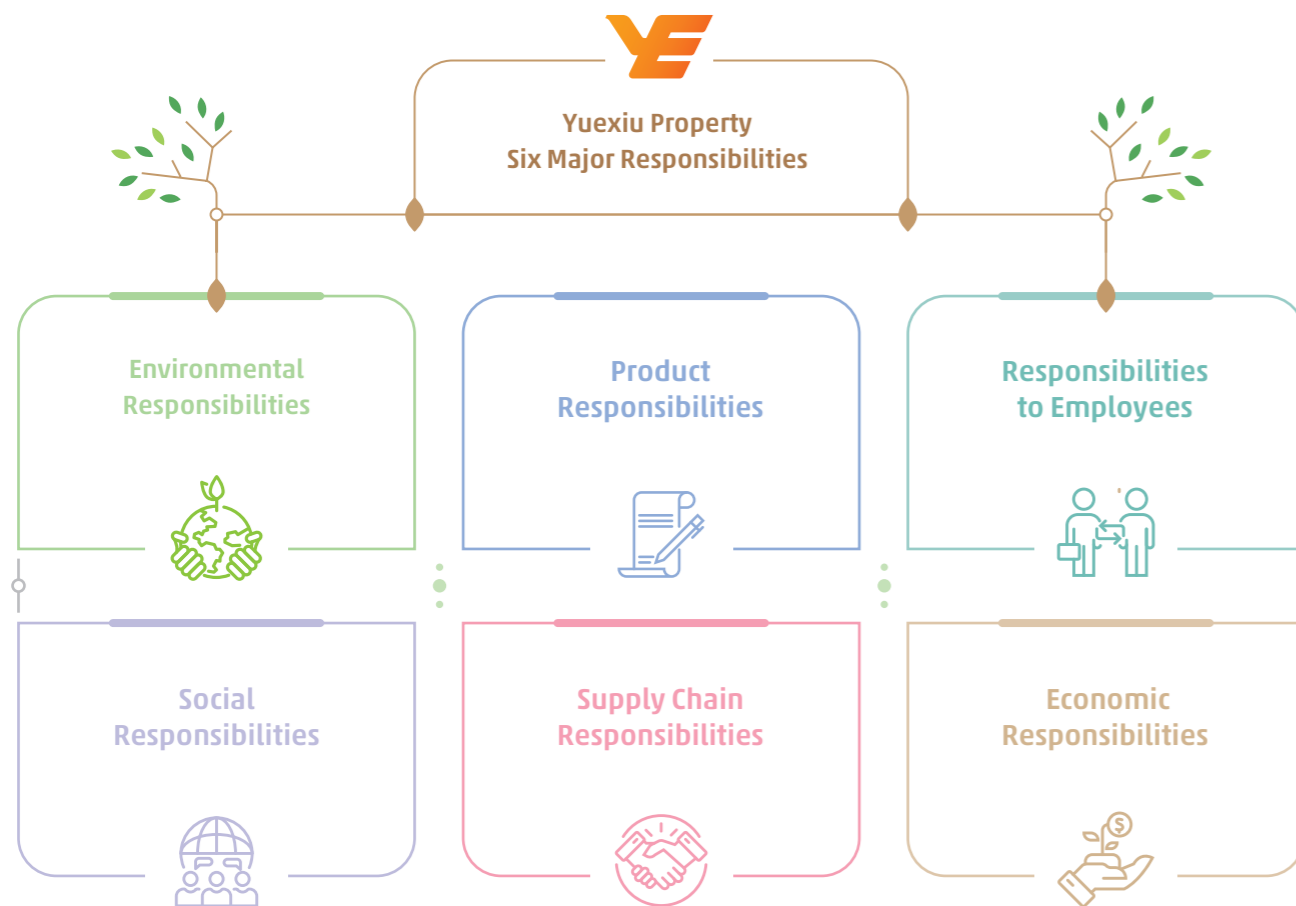 YE
Yuexiu Property
Six Major Responsibilities
Environmental
Responsibilities
Product
Responsibilities
Responsibilities
to Employees
Social
Responsibilities
Supply Chain
Responsibilities
Economic
Responsibilities
$